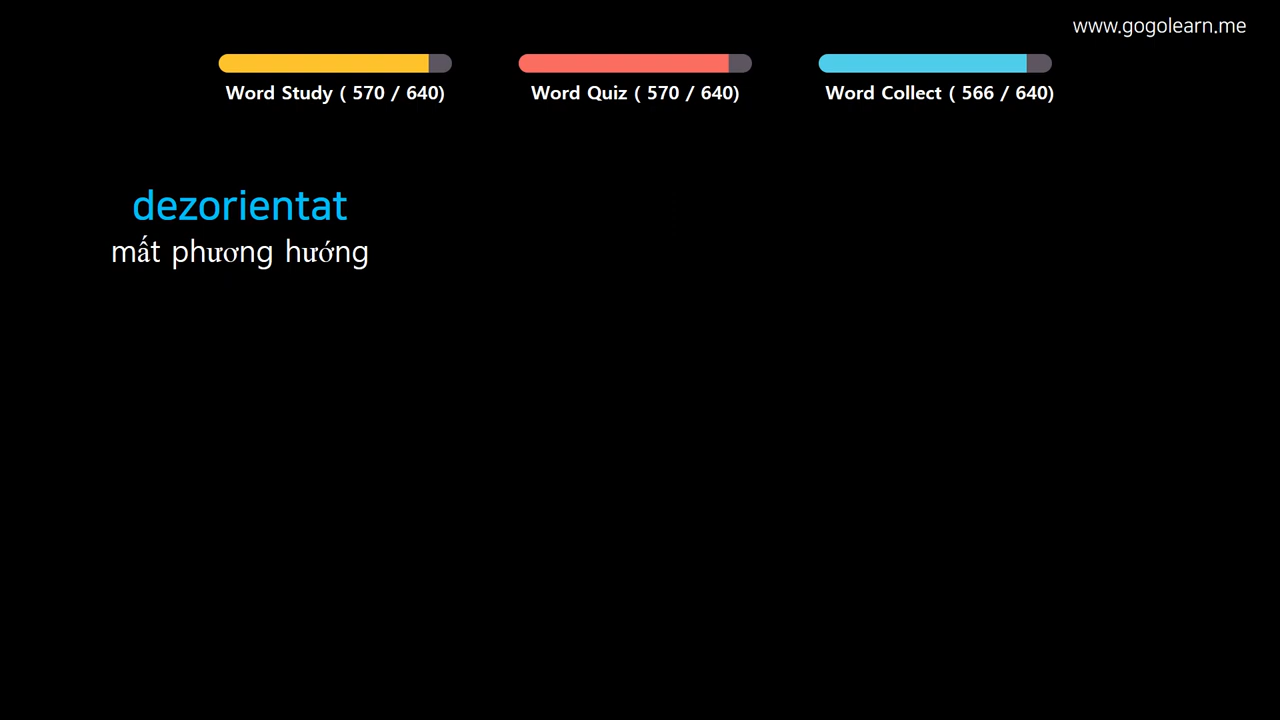 www.gogolearn.me
Word Study ( 570 / 640)
Word Quiz ( 570 / 640)
Word Collect ( 566 / 640)
dezorientat
mất phương hướng